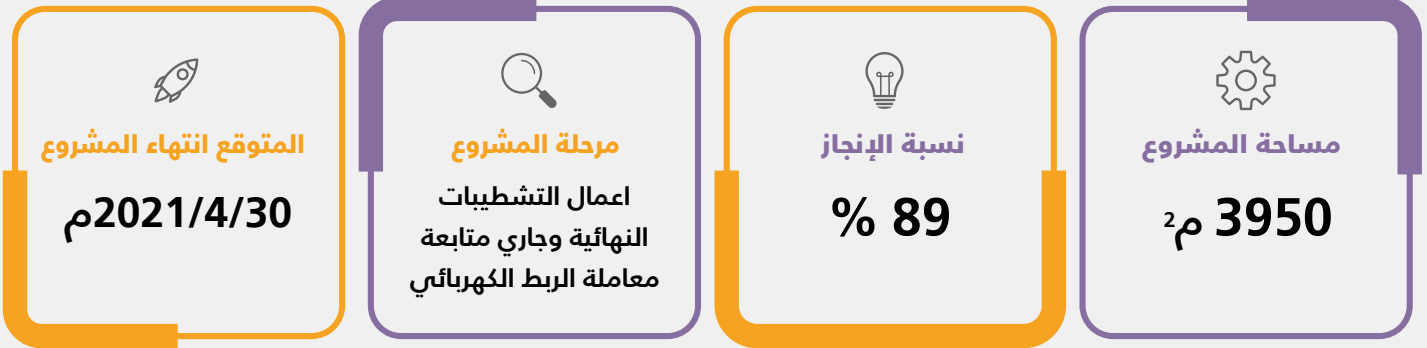 مساحة المشروع
3950 م²
نسبة الإنجاز
89 %
مرحلة المشروع
اعمال التشطيبات
النهائية وجاري متابعة
معاملة الربط الكهربائي
المتوقع انتهاء المشروع
2021/4/30م